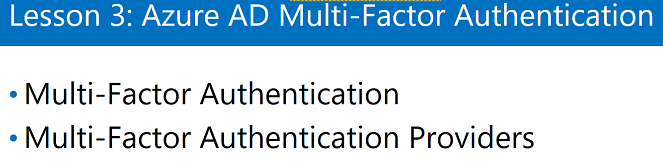 Lesson 3: Azure AD Multi-Factor Authentication
• Multi-Factor Authentication
• Multi-Factor Authentication Providers